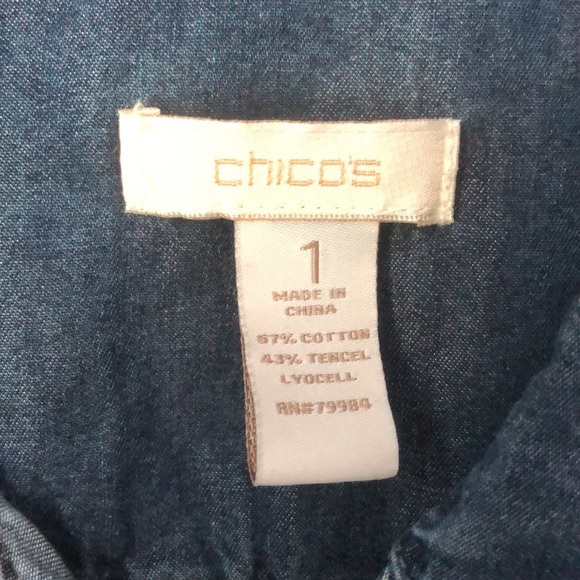 chico's
1
MADE IN
CHINA
57% COTTON
43% TENCEL
LYOCELL
RN#79984